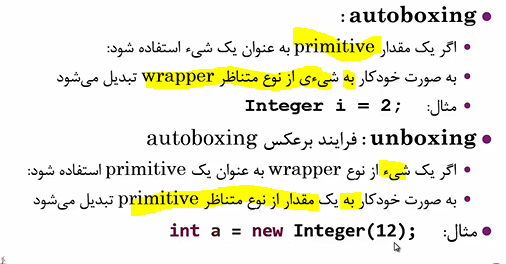 autoboxing :
اگر یک مقدار primitive به عنوان یک شیء استفاده شود:
به صورت خودکار به شیءی از نوع متناظر wrapper تبدیل می‌شود
مثال: Integer i = 2;
unboxing : فرایند برعکس autoboxing
اگر یک شیء از نوع wrapper به عنوان یک primitive استفاده شود:
به صورت خودکار به یک مقدار از نوع متناظر primitive تبدیل می‌شود
مثال: int a = new Integer(12);